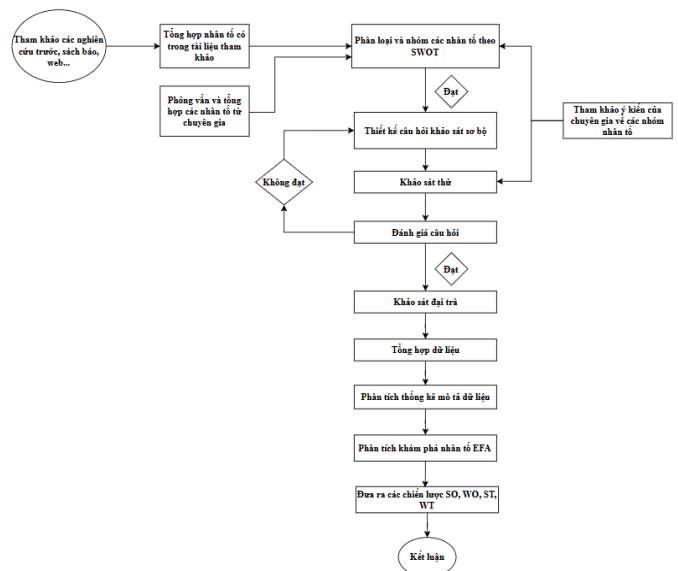 Tham khảo các nghiên
cứu trước, sách báo,
web...
Tổng hợp nhân tố có
trong tài liệu tham
khảo
Phân loại và nhóm các nhân tố theo
SWOT
Đạt
Phỏng vấn và tổng
hợp các nhân tố từ
chuyên gia
Tham khảo ý kiến của
chuyên gia về các nhóm
nhân tố
Thiết kế câu hỏi khảo sát sơ bộ
Không đạt
Khảo sát thử
Đánh giá câu hỏi
Đạt
Khảo sát đại trà
Tổng hợp dữ liệu
Phân tích thống kê mô tả dữ liệu
Phân tích khám phá nhân tố EFA
Đưa ra các chiến lược SO, WO, ST,
WT
Kết luận